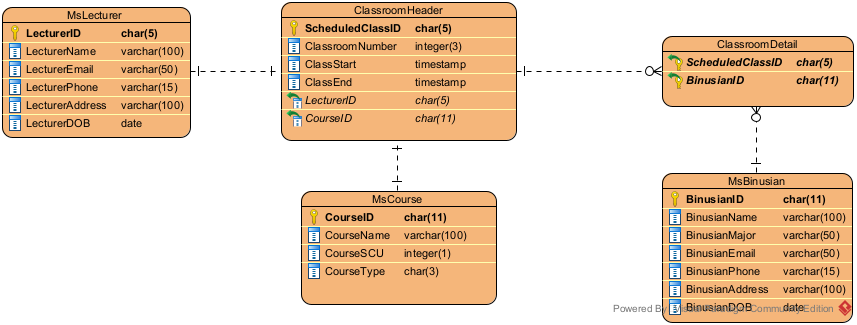 MsLecturer
LecturerID char(5)
LecturerName varchar(100)
LecturerEmail varchar(50)
LecturerPhone varchar(15)
LecturerAddress varchar(100)
LecturerDOB date
ClassroomHeader
ScheduledClassID char(5)
ClassroomNumber integer(3)
ClassStart timestamp
ClassEnd timestamp
LecturerID char(5)
CourseID char(11)
ClassroomDetail
ScheduledClassID char(5)
BinusianID char(11)
MsCourse
CourseID char(11)
CourseName varchar(100)
CourseSCU integer(1)
CourseType char(3)
MsBinusian
BinusianID char(11)
BinusianName varchar(100)
BinusianMajor varchar(50)
BinusianEmail varchar(50)
BinusianPhone varchar(15)
BinusianAddress varchar(100)
BinusianDOB date
Powered By Visual Paradigm Community Edition